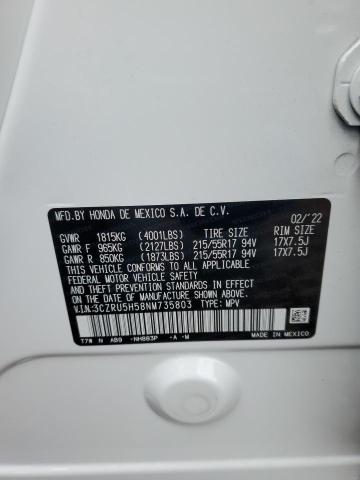 MFD.BY HONDA DE MEXICO S.A. DE C.V. 02/'22
GVWR 1815KG (4001LBS) TIRE SIZE RIM SIZE
GAWR F 965KG (2127LBS) 215/55R17 94V 17X7.5J
GAWR R 850KG (1873LBS) 215/55R17 94V 17X7.5J
THIS VEHICLE CONFORMS TO ALL APPLICABLE
FEDERAL MOTOR VEHICLE SAFETY AND THEFT
PREVENTION STANDARDS IN EFFECT ON THE DATE OF
MANUFACTURE SHOWN ABOVE.
V.I.N:3CZRU5H58NM735803 TYPE: MPV
T7W N AB9 -NH883P -A -M MADE IN MEXICO